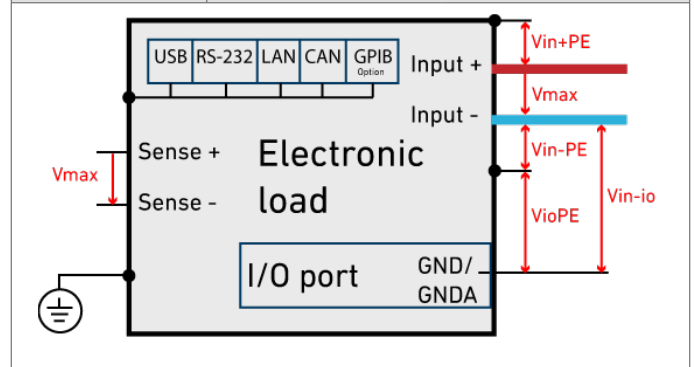 USB RS-232 LAN CAN GPIB
Option
Input +
Vin+PE
Vmax
Input -
Sense +
Electronic
Vin-PE
Vmax
Sense -
load
Vin-io
VioPE
I/O port
GND/
GNDA